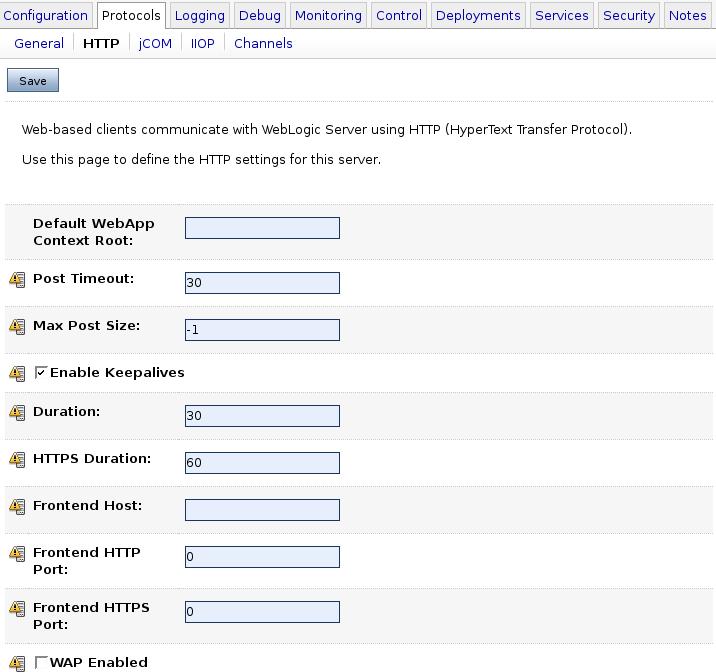 Configuration Protocols Logging Debug Monitoring Control Deployments Services Security Notes
General HTTP jCOM IIOP Channels
Save
Web-based clients communicate with WebLogic Server using HTTP (HyperText Transfer Protocol).
Use this page to define the HTTP settings for this server.
Default WebApp
Context Root:
Post Timeout: 30
Max Post Size: -1
Enable Keepalives
Duration: 30
HTTPS Duration: 60
Frontend Host:
Frontend HTTP 0
Port:
Frontend HTTPS 0
Port:
WAP Enabled